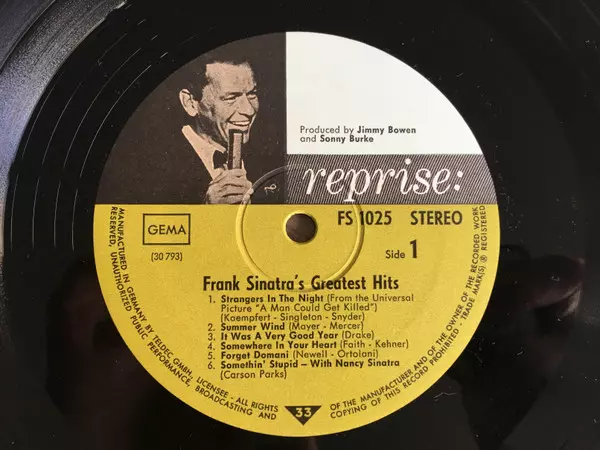 Produced by Jimmy Bowen
and Sonny Burke
reprise:
FS 1025 STEREO
GEMA
(30 793)
Side 1
Frank Sinatra's Greatest Hits
1. Strangers In The Night (From the Universal
Picture "A Man Could Get Killed")
(Kaempfert - Singleton - Snyder)
2. Summer Wind (Mayer - Mercer)
3. It Was A Very Good Year (Drake)
4. Somewhere In Your Heart (Faith - Kehner)
5. Forget Domani (Newell - Ortolani)
6. Somethin' Stupid – With Nancy Sinatra
(Carson Parks)
33
MANUFACTURED IN GERMANY BY TELDEC GMBH, LICENSEE - ALL RIGHTS
RESERVED, UNAUTHORIZED PUBLIC PERFORMANCE, BROADCASTING AND
COPYING OF THIS RECORD PROHIBITED - TRADE MARK(S) ® REGISTERED
OF THE MANUFACTURER AND OF THE OWNER OF THE RECORDED WORK